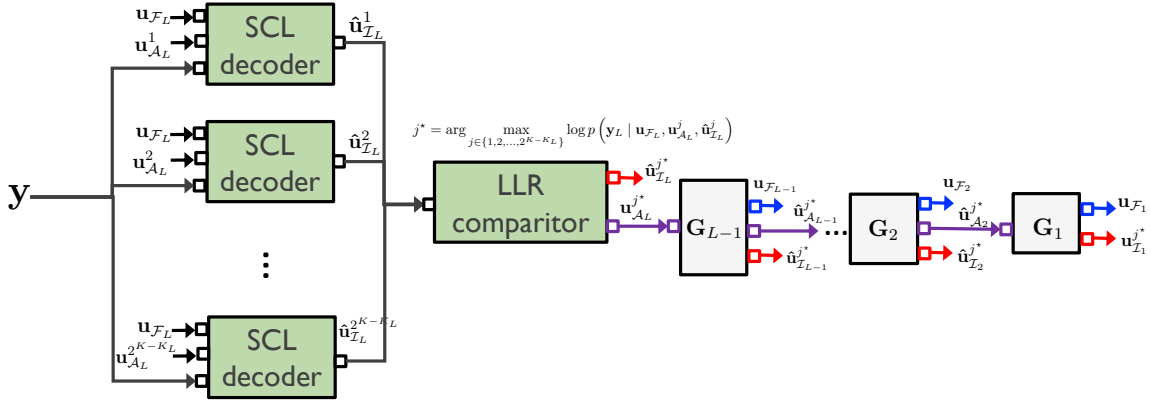 𝐲
𝐮_{ℱ_L}
𝐮^1_{𝒜_L}
SCL
decoder
𝐮̂^1_{ℐ_L}
𝐮_{ℱ_L}
𝐮^2_{𝒜_L}
SCL
decoder
𝐮̂^2_{ℐ_L}
⋮
𝐮_{ℱ_L}
𝐮^{2^{K−K_L}}_{𝒜_L}
SCL
decoder
𝐮̂^{2^{K−K_L}}_{ℐ_L}
j^⋆ = arg max_{j∈{1,2,...,2^{K−K_L}}} log p (𝐲_L | 𝐮_{ℱ_L}, 𝐮^j_{𝒜_L}, 𝐮̂^j_{ℐ_L})
LLR
comparitor
𝐮̂^{j^⋆}_{ℐ_L}
𝐮^{j^⋆}_{𝒜_L}
𝐆_{L−1}
𝐮_{ℱ_{L−1}}
𝐮̂^{j^⋆}_{𝒜_{L−1}}
𝐮̂^{j^⋆}_{ℐ_{L−1}}
...
𝐆_2
𝐮_{ℱ_2}
𝐮̂^{j^⋆}_{𝒜_2}
𝐮̂^{j^⋆}_{ℐ_2}
𝐆_1
𝐮_{ℱ_1}
𝐮^{j^⋆}_{ℐ_1}